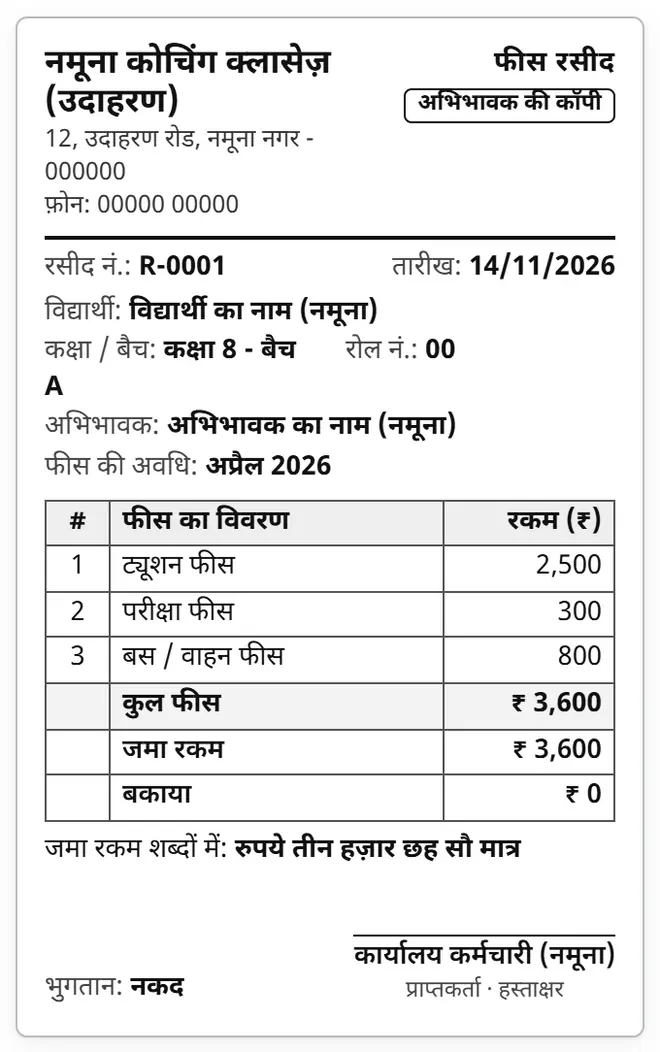 नमूना कोचिंग क्लासेज़
(उदाहरण)
फीस रसीद
अभिभावक की कॉपी
12, उदाहरण रोड, नमूना नगर -
000000
फ़ोन: 00000 00000
रसीद नं.: R-0001 तारीख: 14/11/2026
विद्यार्थी: विद्यार्थी का नाम (नमूना)
कक्षा / बैच: कक्षा 8 - बैच रोल नं.: 00
A
अभिभावक: अभिभावक का नाम (नमूना)
फीस की अवधि: अप्रैल 2026
# फीस का विवरण रकम (₹)
1 ट्यूशन फीस 2,500
2 परीक्षा फीस 300
3 बस / वाहन फीस 800
कुल फीस ₹ 3,600
जमा रकम ₹ 3,600
बकाया ₹ 0
जमा रकम शब्दों में: रुपये तीन हज़ार छह सौ मात्र
कार्यालय कर्मचारी (नमूना)
भुगतान: नकद प्राप्तकर्ता · हस्ताक्षर